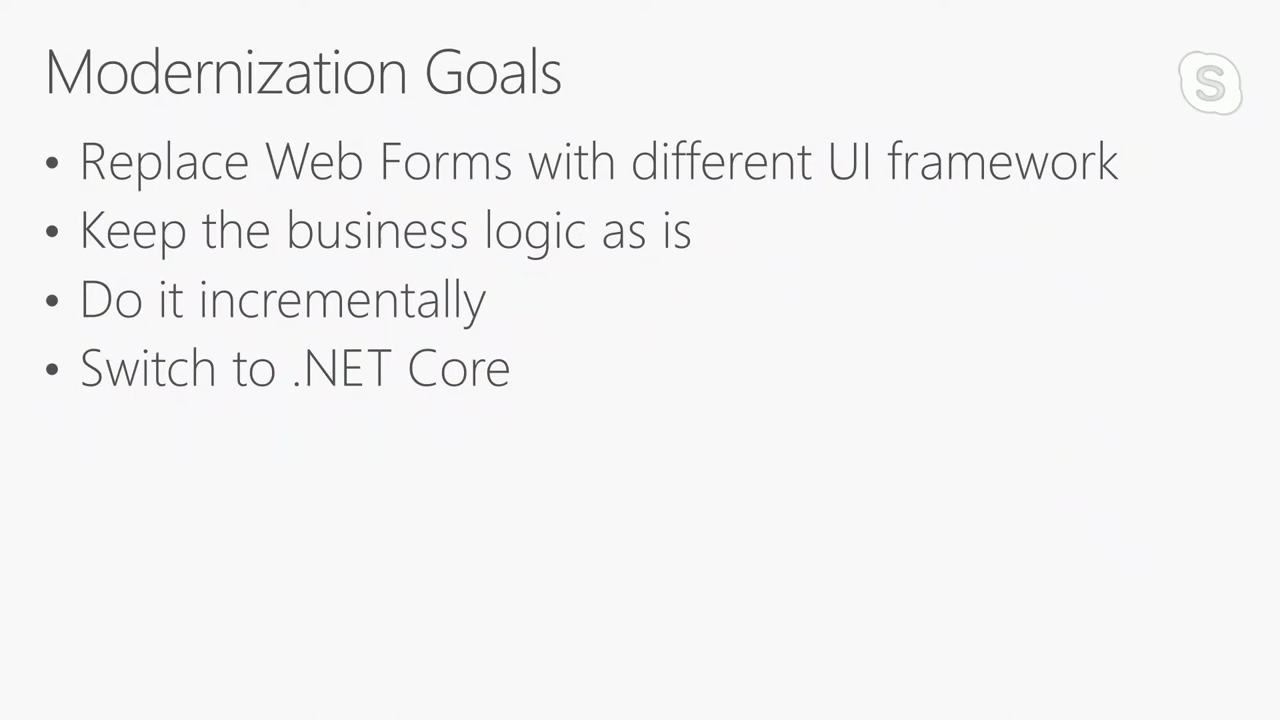 Modernization Goals
• Replace Web Forms with different UI framework
• Keep the business logic as is
• Do it incrementally
• Switch to .NET Core
S